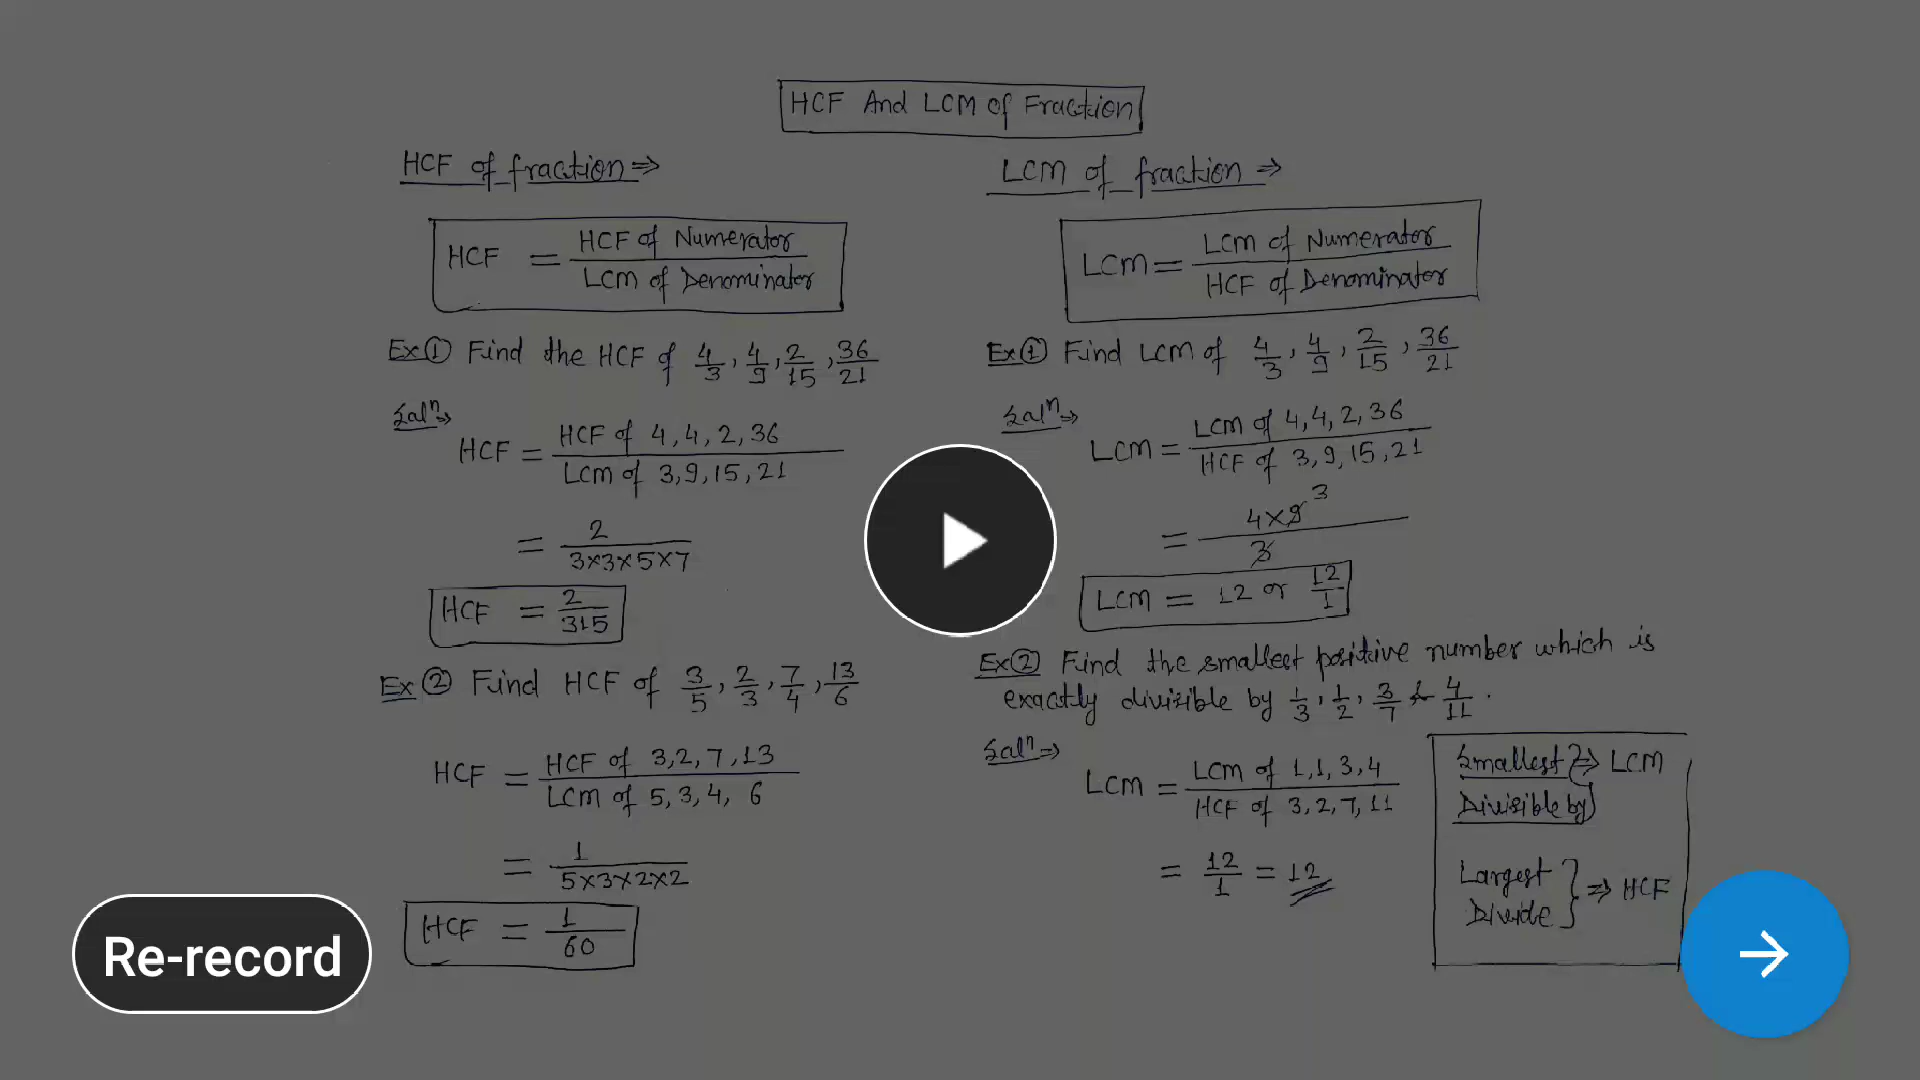 HCF And LCM of Fraction
HCF of fraction ⇒
HCF = HCF of Numerator / LCM of Denominator
Ex① Find the HCF of 4/3, 4/9, 2/15, 36/21
Solⁿ→
HCF = HCF of 4,4,2,36 / LCM of 3,9,15,21
= 2 / 3×3×5×7
HCF = 2/315
Ex② Find HCF of 3/5, 2/3, 7/4, 13/6
HCF = HCF of 3,2,7,13 / LCM of 5,3,4,6
= 1 / 5×3×2×2
HCF = 1/60
LCM of fraction ⇒
LCM = LCM of Numerator / HCF of Denominator
Ex① Find LCM of 4/3, 4/9, 2/15, 36/21
Solⁿ→
LCM = LCM of 4,4,2,36 / HCF of 3,9,15,21
= 4×9 3 / 3
LCM = 12 or 12/1
Ex② Find the smallest positive number which is
exactly divisible by 1/3, 1/2, 3/7 & 4/11.
Solⁿ⇒
LCM = LCM of 1,1,3,4 / HCF of 3,2,7,11
= 12/1 = 12
Smallest } ⇒ LCM
Divisible by
Largest } ⇒ HCF
Divide
Re-record